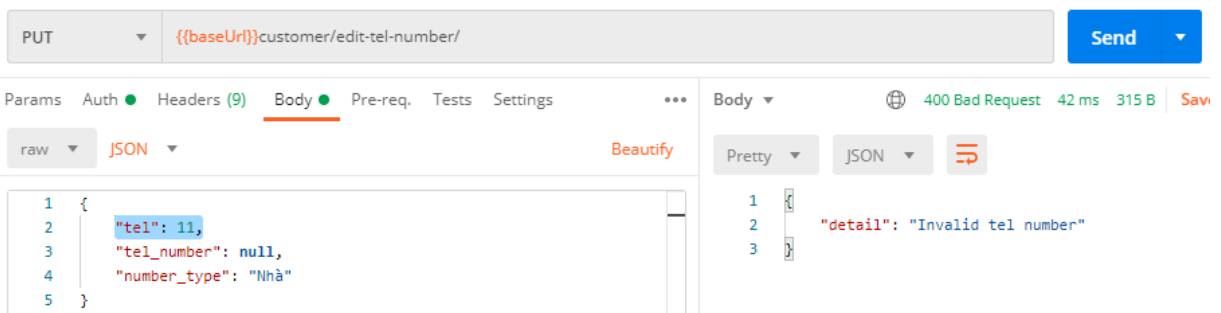 PUT {{baseUrl}}customer/edit-tel-number/ Send
Params Auth Headers (9) Body Pre-req. Tests Settings ••• Body 400 Bad Request 42 ms 315 B Save
raw JSON Beautify
Pretty JSON
1 {
2 "tel": 11,
3 "tel_number": null,
4 "number_type": "Nhà"
5 }
1 {
2 "detail": "Invalid tel number"
3 }